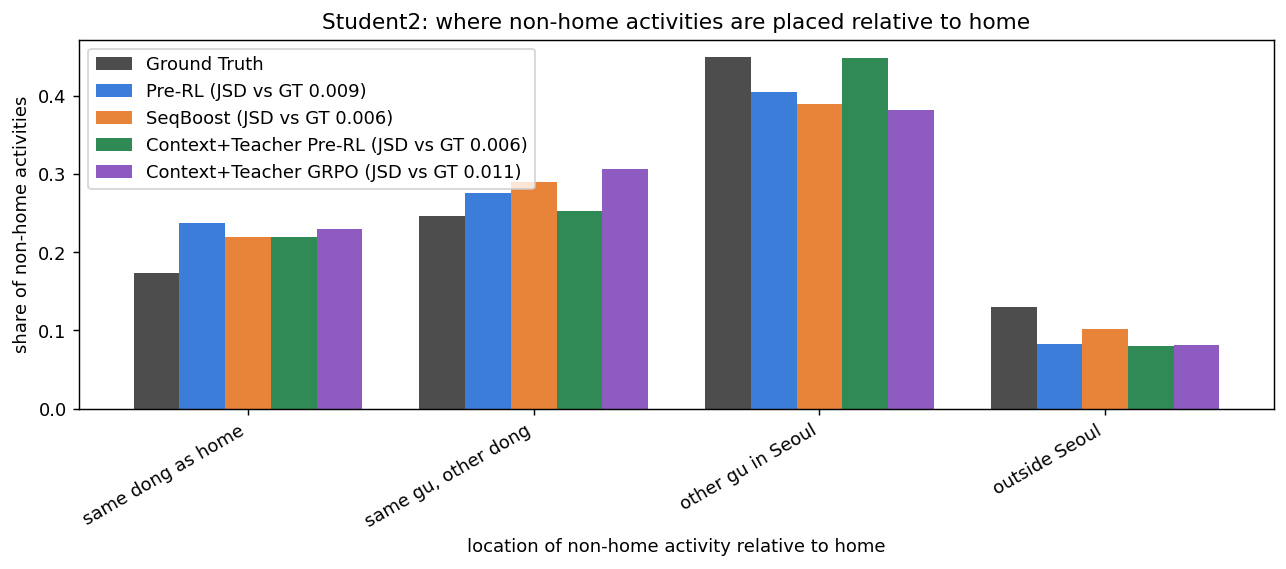 Student2: where non-home activities are placed relative to home
Ground Truth
Pre-RL (JSD vs GT 0.009)
SeqBoost (JSD vs GT 0.006)
Context+Teacher Pre-RL (JSD vs GT 0.006)
Context+Teacher GRPO (JSD vs GT 0.011)
share of non-home activities
0.4
0.3
0.2
0.1
0.0
same dong as home
same gu, other dong
other gu in Seoul
outside Seoul
location of non-home activity relative to home